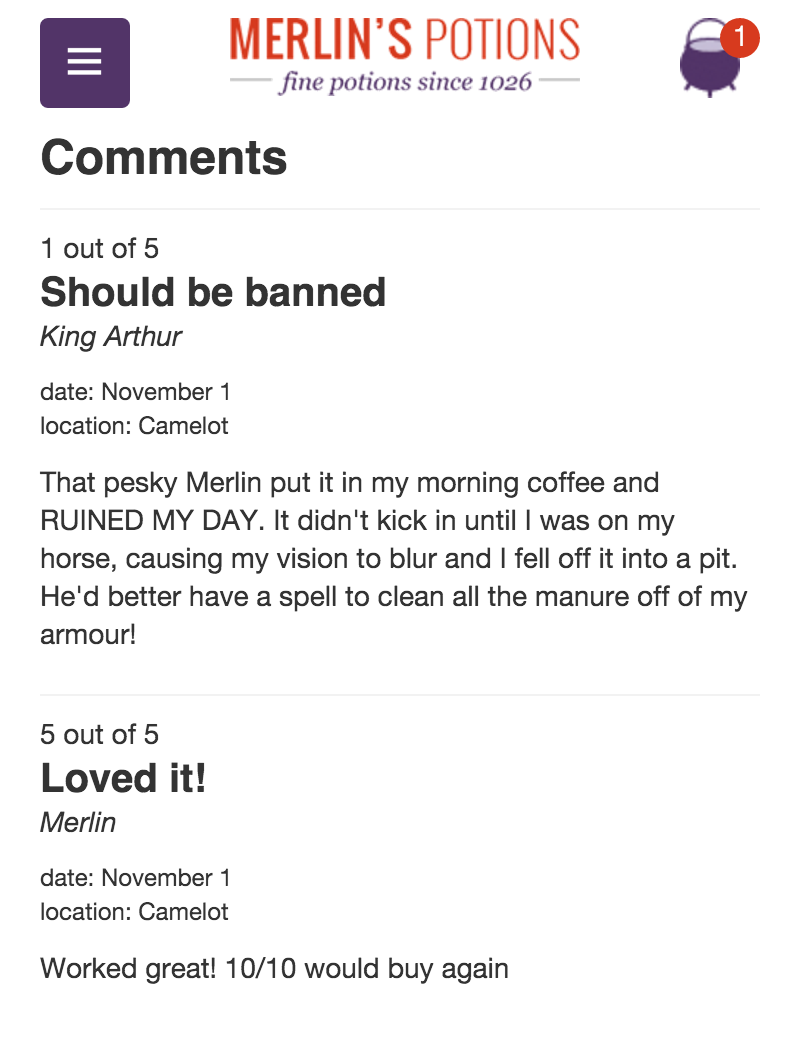 MERLIN'S POTIONS
fine potions since 1026
1
Comments
1 out of 5
Should be banned
King Arthur
date: November 1
location: Camelot
That pesky Merlin put it in my morning coffee and
RUINED MY DAY. It didn't kick in until I was on my
horse, causing my vision to blur and I fell off it into a pit.
He'd better have a spell to clean all the manure off of my
armour!
5 out of 5
Loved it!
Merlin
date: November 1
location: Camelot
Worked great! 10/10 would buy again